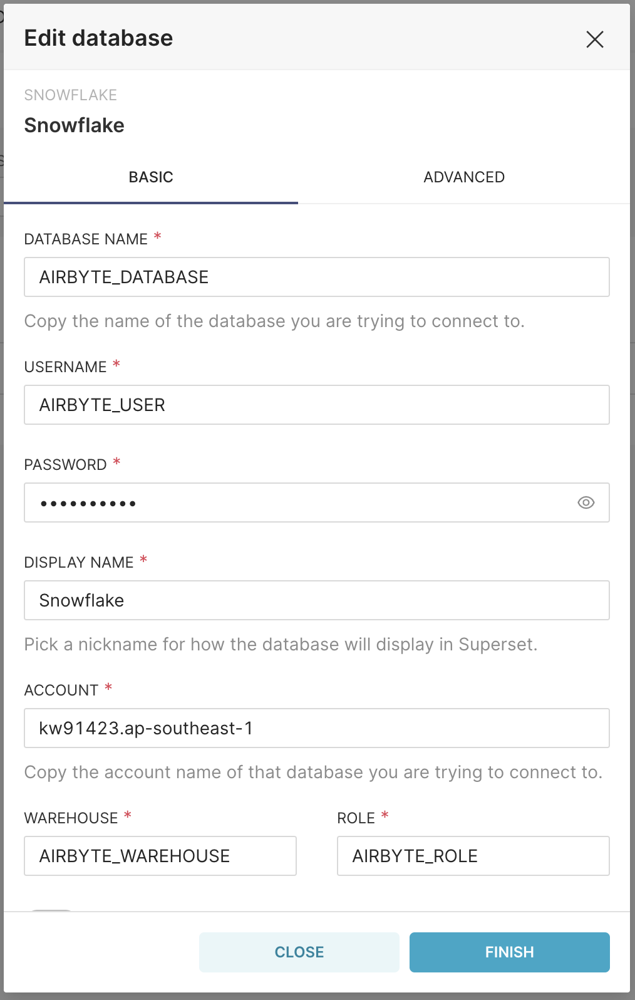 Edit database
SNOWFLAKE
Snowflake
BASIC ADVANCED
DATABASE NAME *
AIRBYTE_DATABASE
Copy the name of the database you are trying to connect to.
USERNAME *
AIRBYTE_USER
PASSWORD *
••••••••••
DISPLAY NAME *
Snowflake
Pick a nickname for how the database will display in Superset.
ACCOUNT *
kw91423.ap-southeast-1
Copy the account name of that database you are trying to connect to.
WAREHOUSE * ROLE *
AIRBYTE_WAREHOUSE AIRBYTE_ROLE
CLOSE FINISH